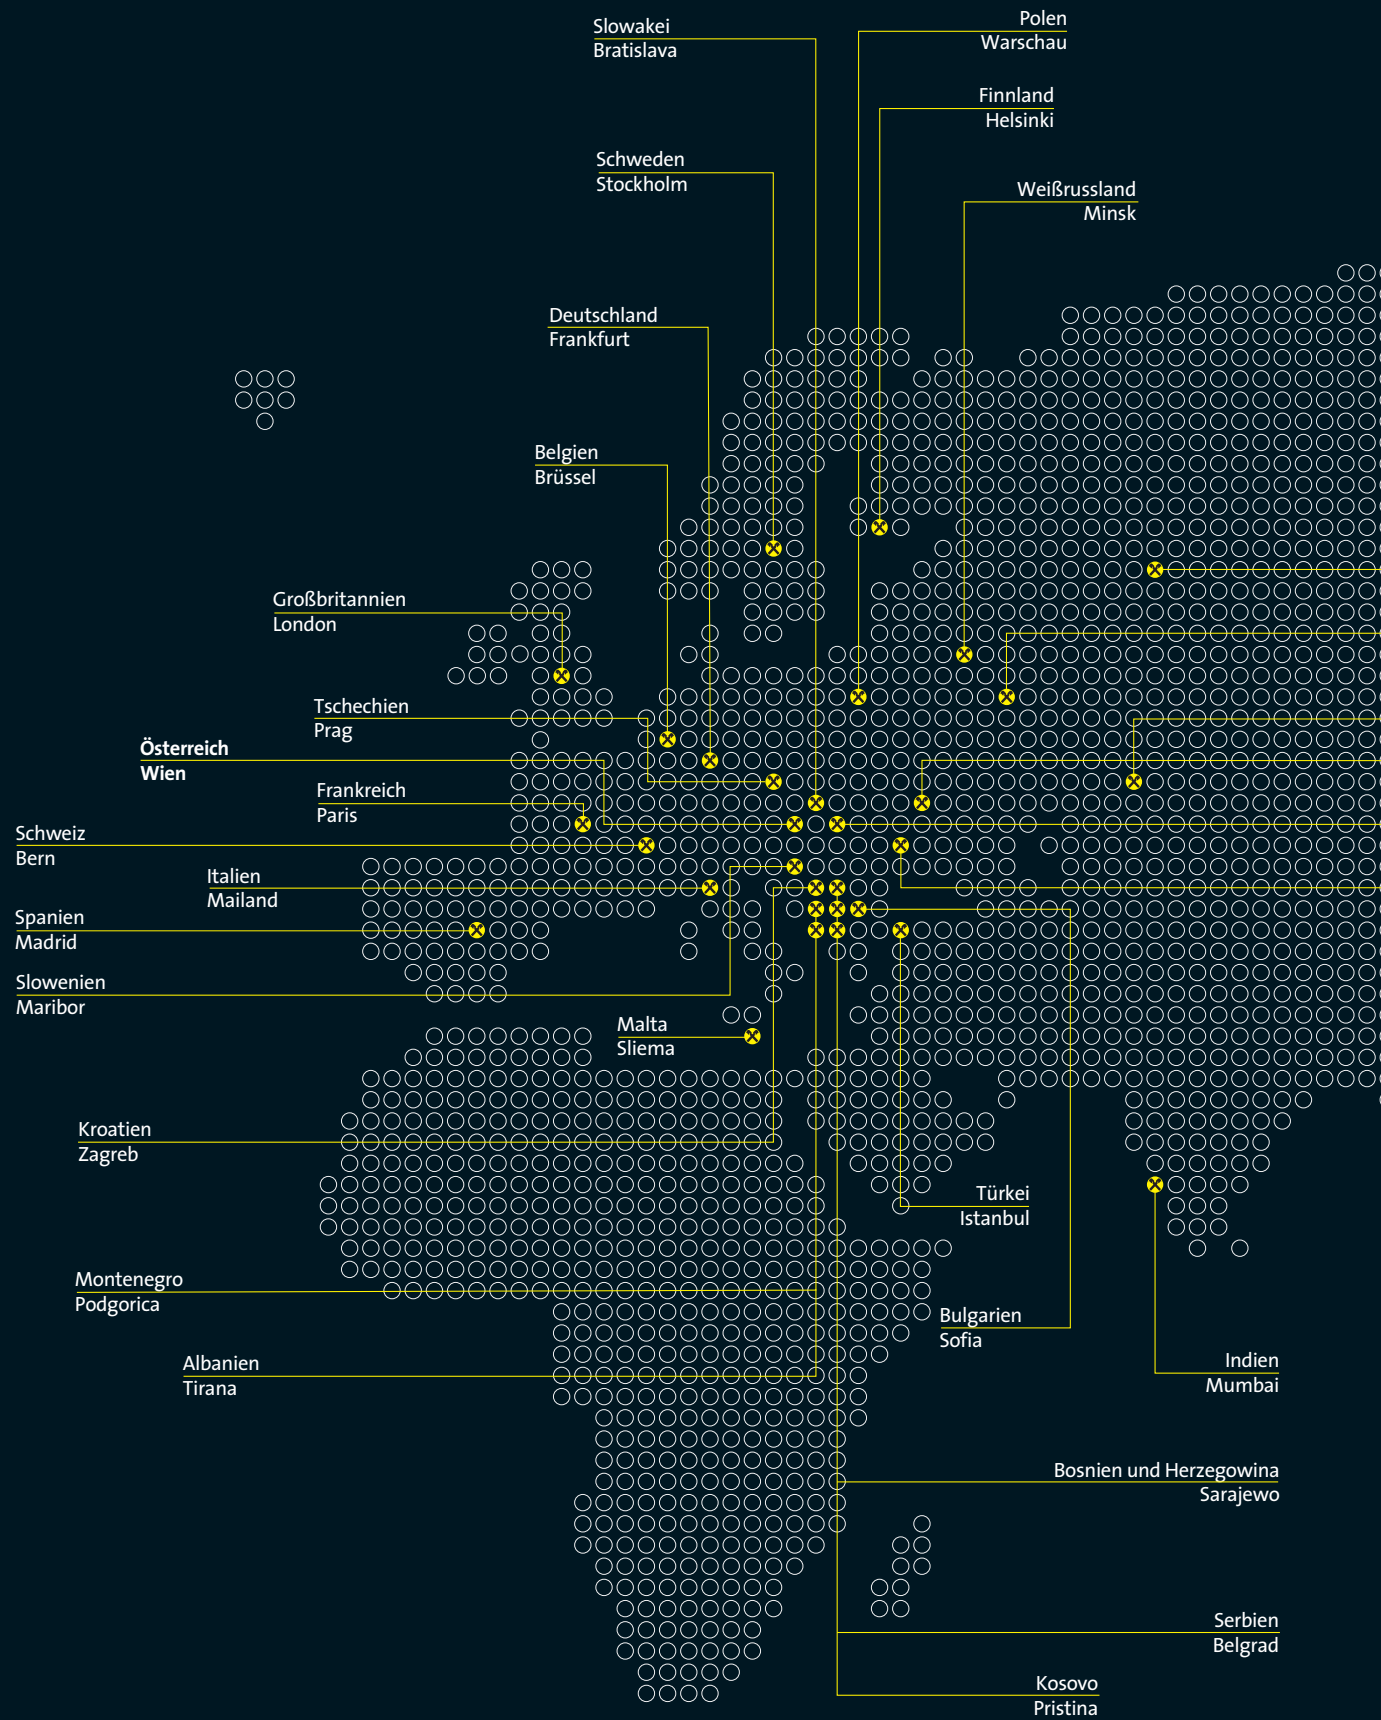 Slowakei
Bratislava
Polen
Warschau
Finnland
Helsinki
Schweden
Stockholm
Weißrussland
Minsk
Deutschland
Frankfurt
Belgien
Brüssel
Großbritannien
London
Tschechien
Prag
Österreich
Wien
Frankreich
Paris
Schweiz
Bern
Italien
Mailand
Spanien
Madrid
Slowenien
Maribor
Malta
Sliema
Kroatien
Zagreb
Türkei
Istanbul
Montenegro
Podgorica
Bulgarien
Sofia
Albanien
Tirana
Indien
Mumbai
Bosnien und Herzegowina
Sarajewo
Serbien
Belgrad
Kosovo
Pristina